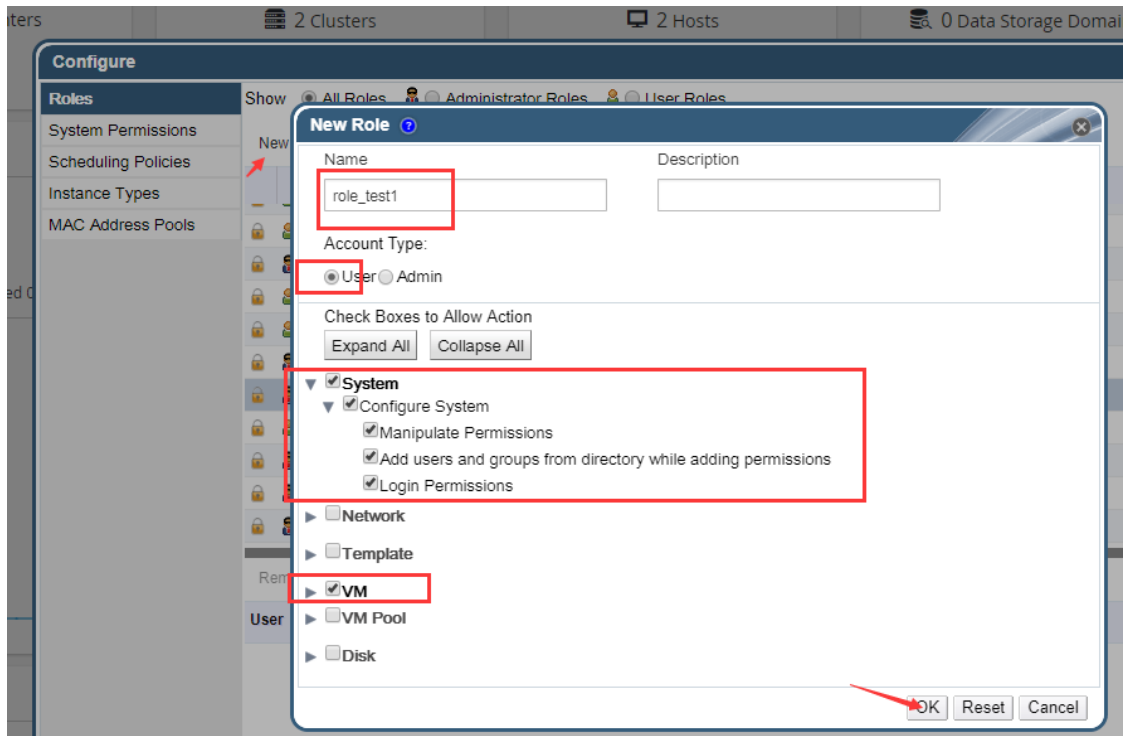 2 Clusters
2 Hosts
0 Data Storage Domai
Configure
Roles
System Permissions
Scheduling Policies
Instance Types
MAC Address Pools
Show All Roles Administrator Roles User Roles
New
New Role
Name
Description
role_test1
Account Type:
User Admin
Check Boxes to Allow Action
Expand All Collapse All
System
Configure System
Manipulate Permissions
Add users and groups from directory while adding permissions
Login Permissions
Network
Template
VM
VM Pool
Disk
User
OK Reset Cancel